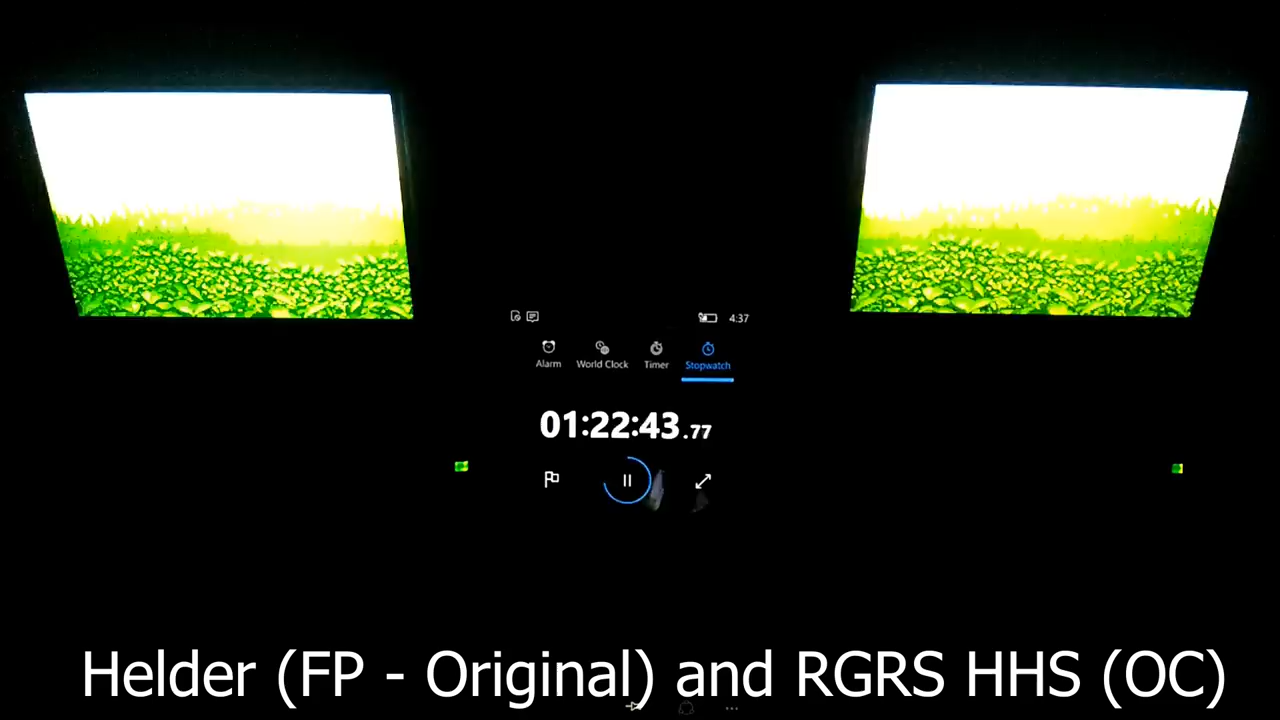 4:37
Alarm World Clock Timer Stopwatch
01:22:43.77
Helder (FP - Original) and RGRS HHS (OC)